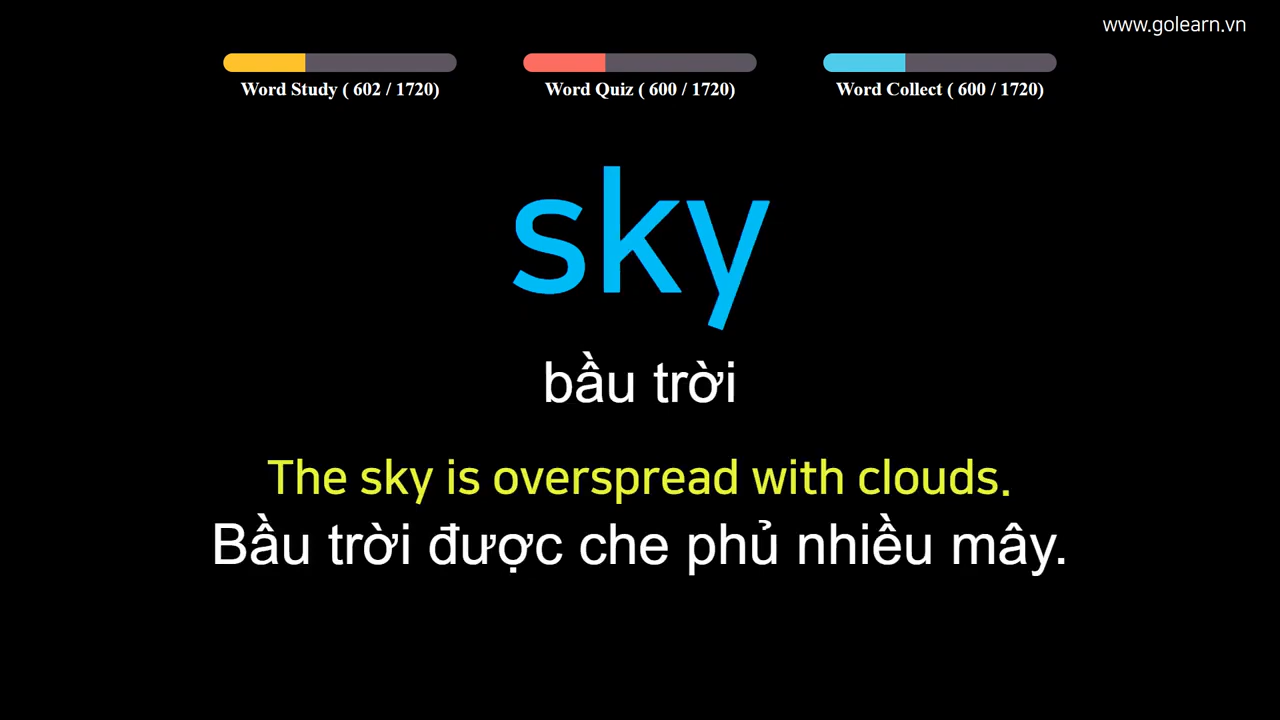 www.golearn.vn
Word Study ( 602 / 1720)
Word Quiz ( 600 / 1720)
Word Collect ( 600 / 1720)
sky
bầu trời
The sky is overspread with clouds.
Bầu trời được che phủ nhiều mây.